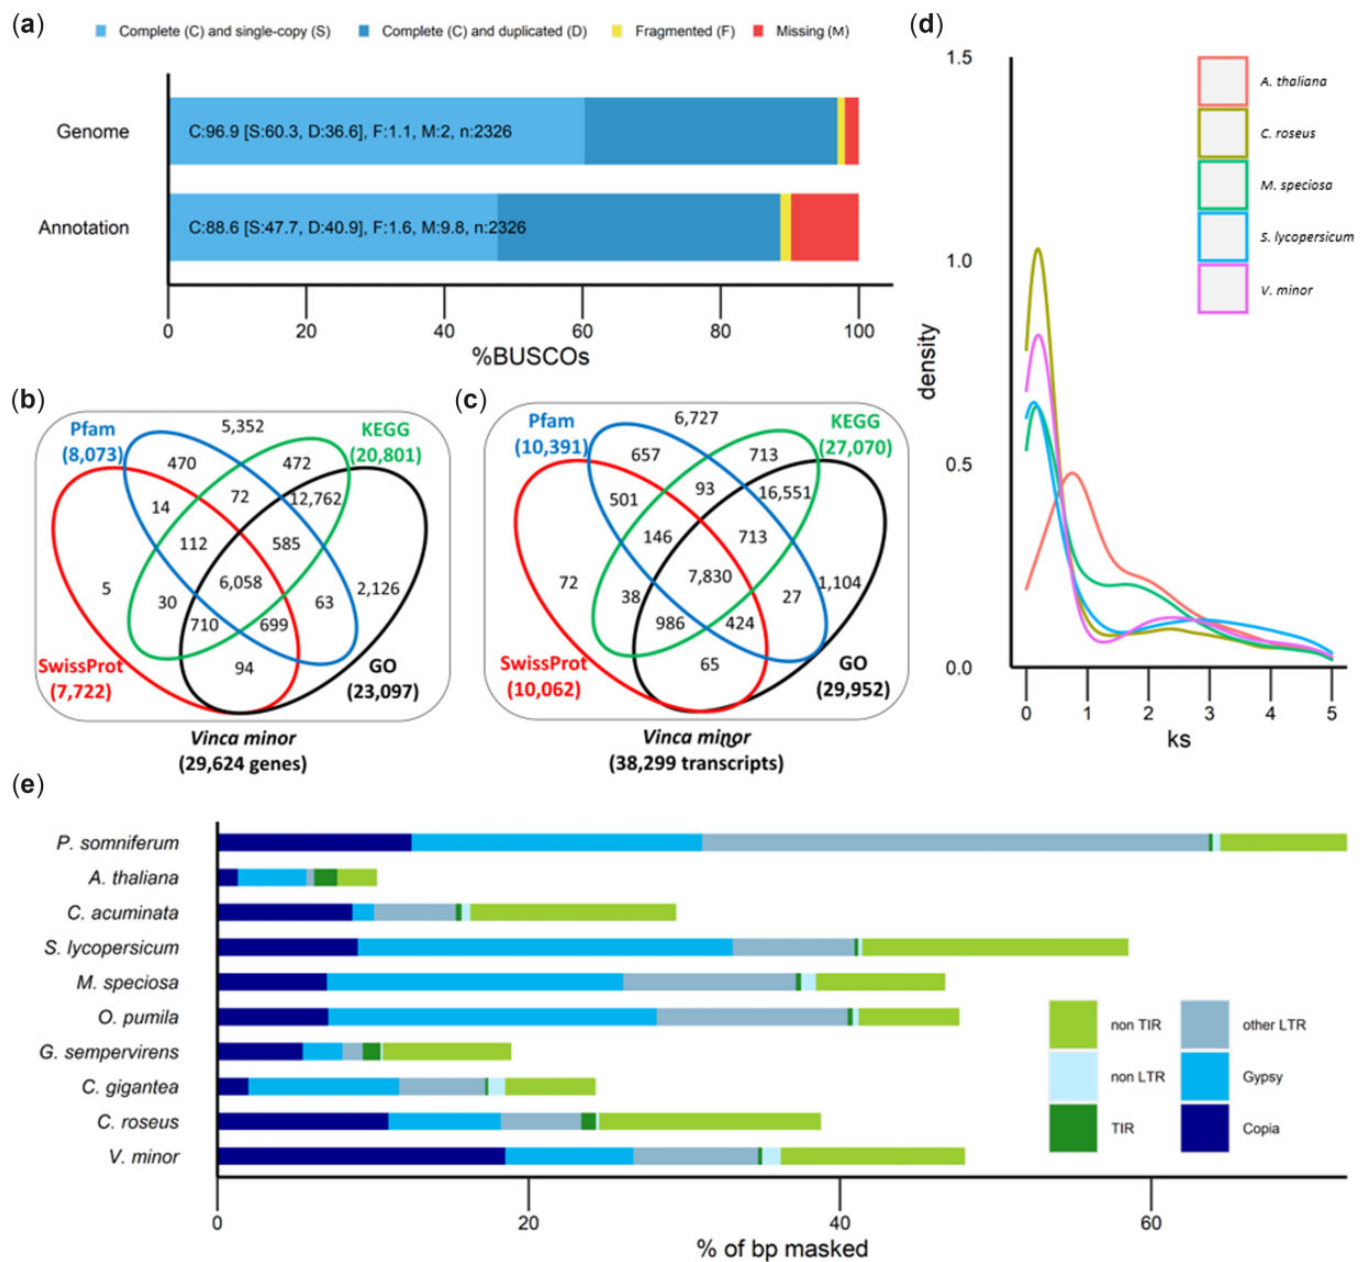 (a)
Complete (C) and single-copy (S) Complete (C) and duplicated (D) Fragmented (F) Missing (M)
Genome
C:96.9 [S:60.3, D:36.6], F:1.1, M:2, n:2326
Annotation
C:88.6 [S:47.7, D:40.9], F:1.6, M:9.8, n:2326
0 20 40 60 80 100
%BUSCOs
(b)
5,352
Pfam
(8,073)
KEGG
(20,801)
470 472
14 72 12,762
112 585
5 30 6,058 63 2,126
710 699
94
SwissProt
(7,722)
GO
(23,097)
Vinca minor
(29,624 genes)
(c)
6,727
Pfam
(10,391)
KEGG
(27,070)
657 713
501 93 16,551
146 713
72 38 7,830 27 1,104
986 424
65
SwissProt
(10,062)
GO
(29,952)
Vinca minor
(38,299 transcripts)
(d)
1.5
1.0
0.5
0.0
density
A. thaliana
C. roseus
M. speciosa
S. lycopersicum
V. minor
0 1 2 3 4 5
ks
(e)
P. somniferum
A. thaliana
C. acuminata
S. lycopersicum
M. speciosa
O. pumila
G. sempervirens
C. gigantea
C. roseus
V. minor
non TIR other LTR
non LTR Gypsy
TIR Copia
0 20 40 60
% of bp masked